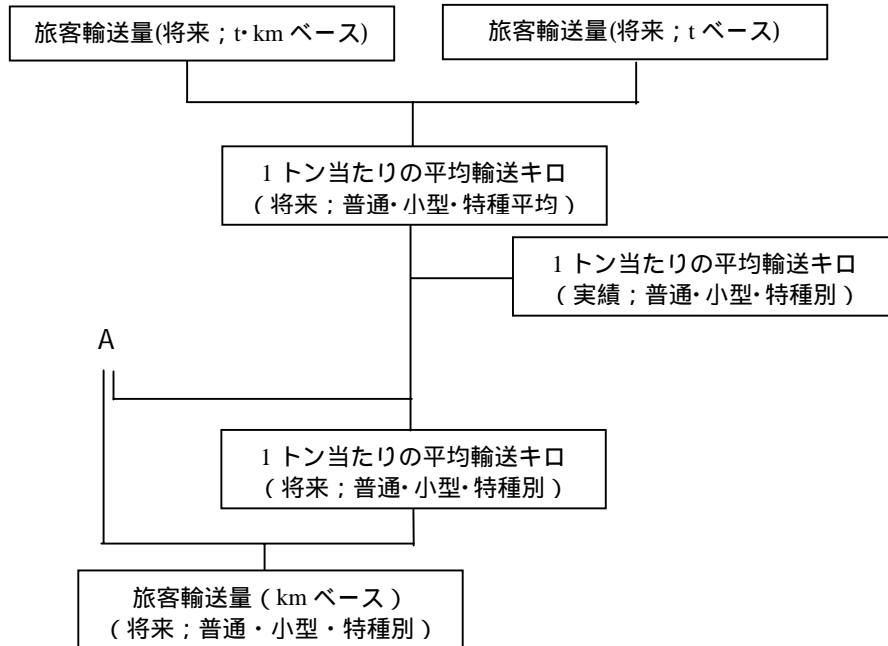 旅客輸送量(将来；t･km ベース)
旅客輸送量(将来；t ベース)
1 トン当たりの平均輸送キロ
（将来；普通･小型･特種平均）
1 トン当たりの平均輸送キロ
（実績；普通･小型･特種別）
A
1 トン当たりの平均輸送キロ
（将来；普通･小型･特種別）
旅客輸送量（km ベース）
（将来；普通・小型・特種別）